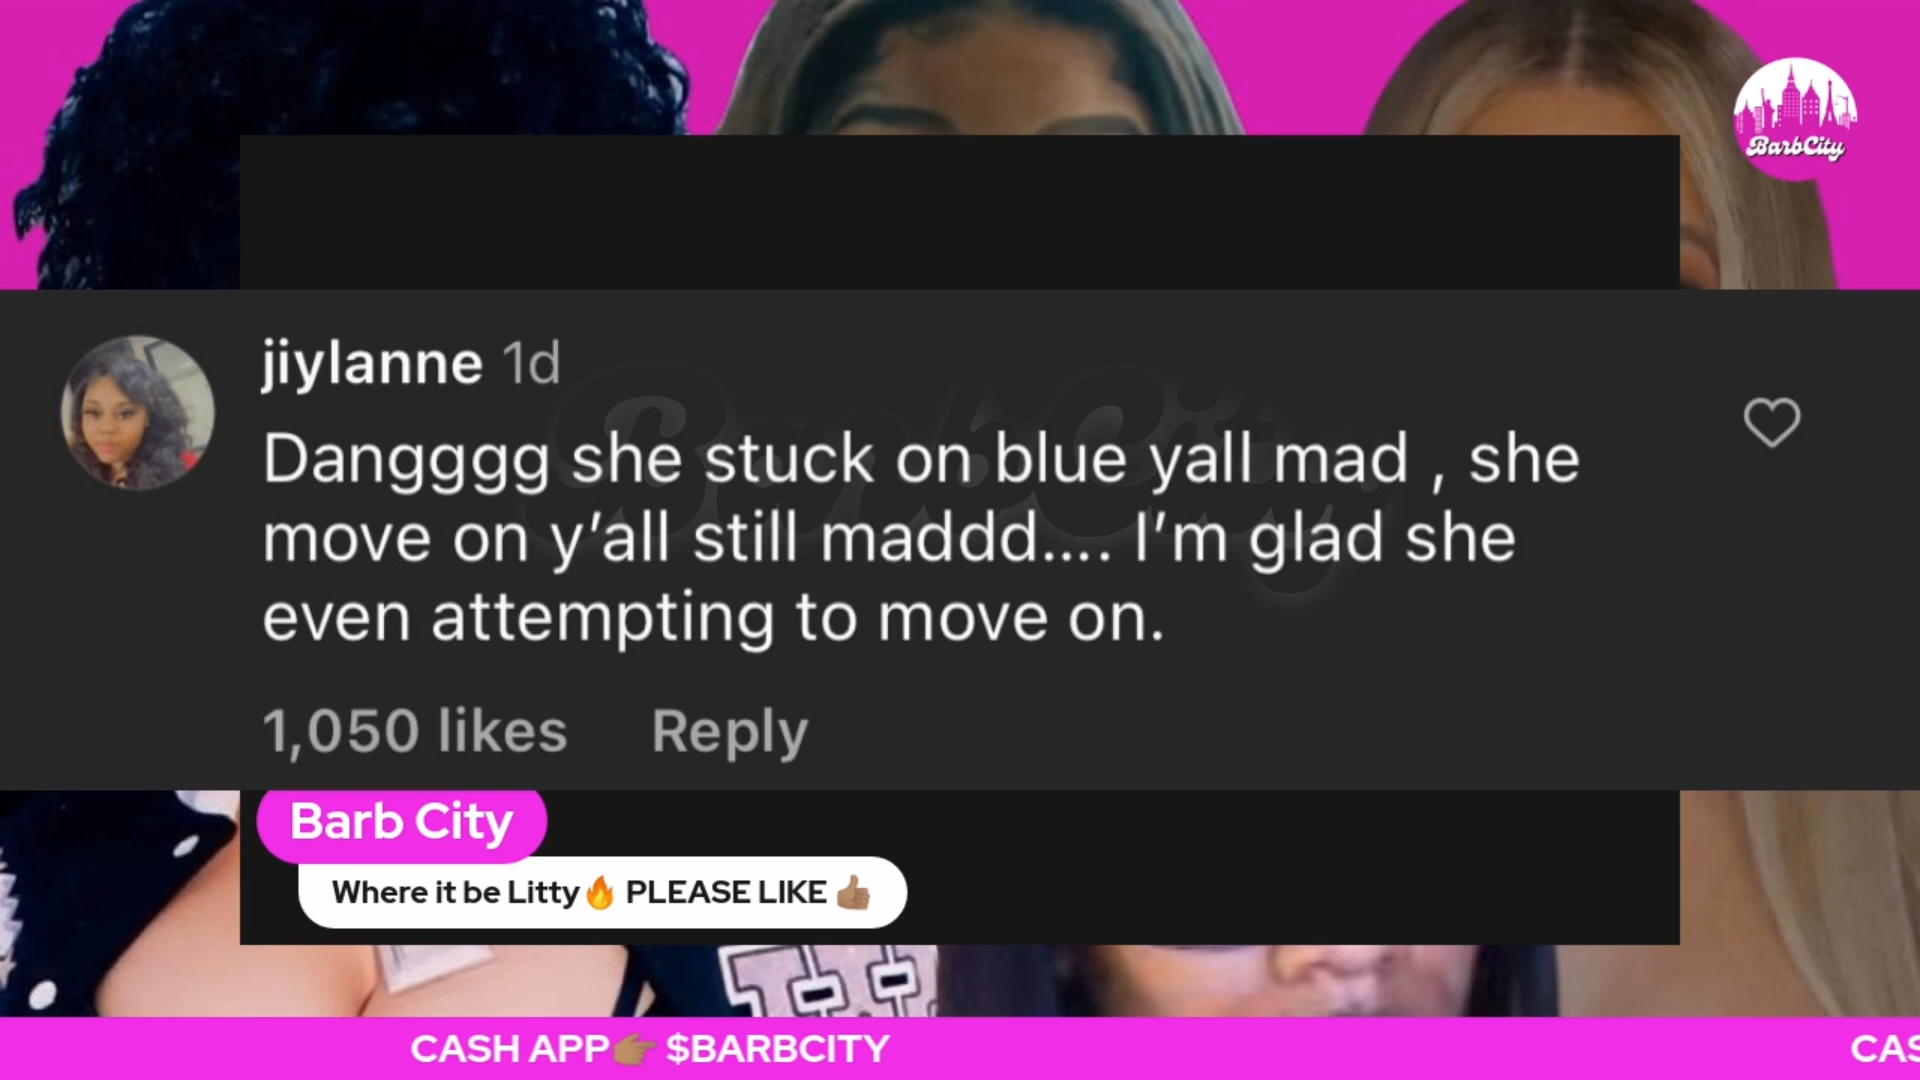 BarbCity
jiylanne 1d
Dangggg she stuck on blue yall mad , she
move on y’all still maddd.... I’m glad she
even attempting to move on.
1,050 likes Reply
BarbCity
Barb City
Where it be Litty🔥 PLEASE LIKE 👍🏽
CASH APP👉🏽 $BARBCITY
CAS